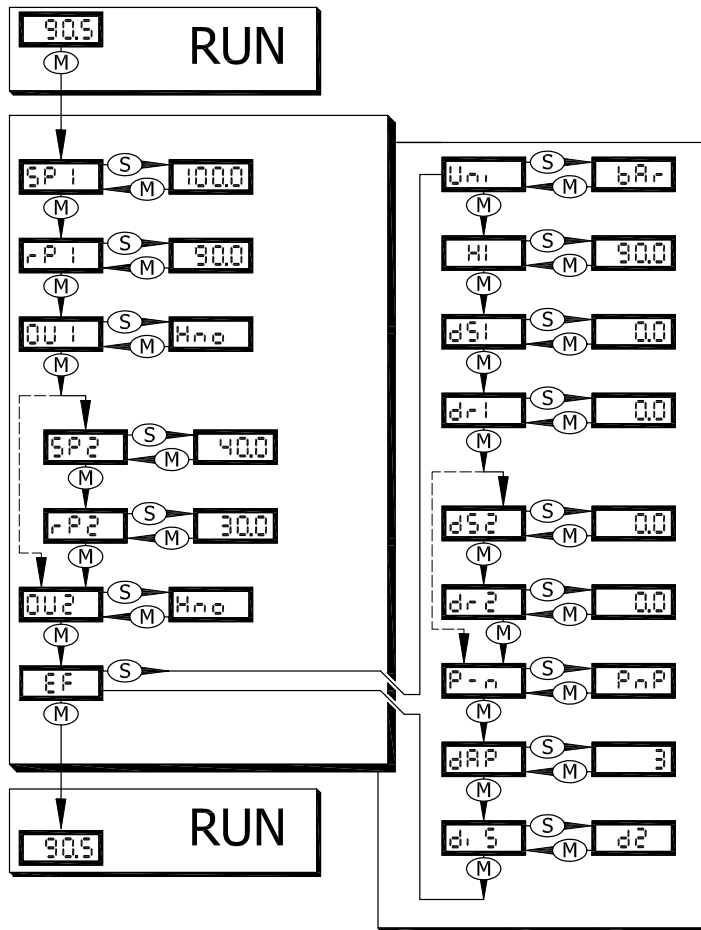 90.5
RUN
M
SP1 S 100.0
M
M
rP1 S 90.0
M
M
OU1 S Hno
M
M
SP2 S 40.0
M
M
rP2 S 30.0
M
M
OU2 S Hno
M
M
EF S
M
90.5
RUN
Uni S bAr
M
M
HI S 90.0
M
M
dS1 S 0.0
M
M
dr1 S 0.0
M
M
dS2 S 0.0
M
M
dr2 S 0.0
M
M
P-n S PnP
M
M
dAP S 3
M
M
diS S d2
M
M